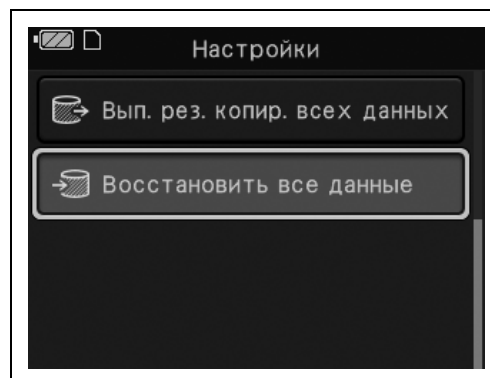 Настройки
Вып. рез. копир. всех данных
Восстановить все данные